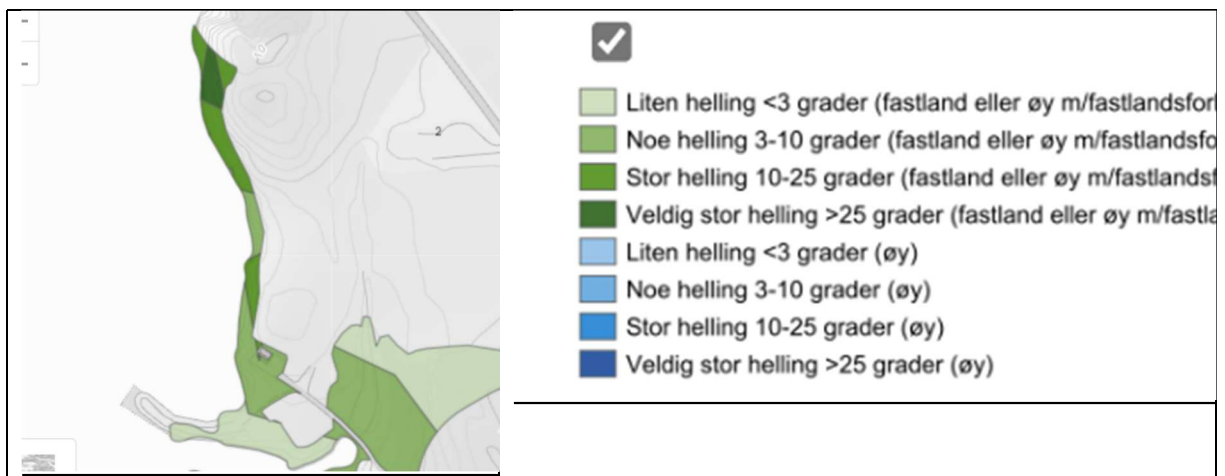 2
Liten helling <3 grader (fastland eller øy m/fastlandsforl
Noe helling 3-10 grader (fastland eller øy m/fastlandsfo
Stor helling 10-25 grader (fastland eller øy m/fastlandsf
Veldig stor helling >25 grader (fastland eller øy m/fastla
Liten helling <3 grader (øy)
Noe helling 3-10 grader (øy)
Stor helling 10-25 grader (øy)
Veldig stor helling >25 grader (øy)